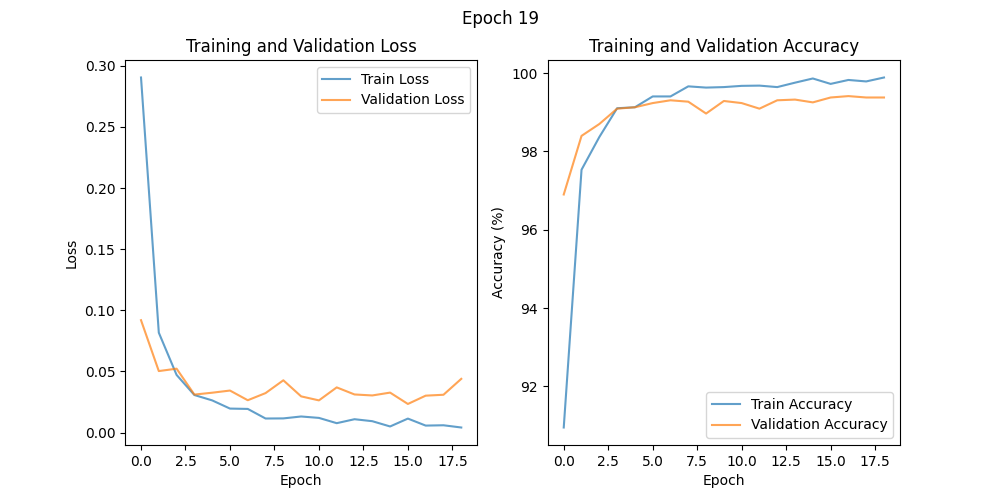 Epoch 19
Training and Validation Loss
Train Loss
Validation Loss
0.30
0.25
0.20
0.15
0.10
0.05
0.00
Loss
0.0 2.5 5.0 7.5 10.0 12.5 15.0 17.5
Epoch
Training and Validation Accuracy
100
98
96
94
92
Accuracy (%)
Train Accuracy
Validation Accuracy
0.0 2.5 5.0 7.5 10.0 12.5 15.0 17.5
Epoch